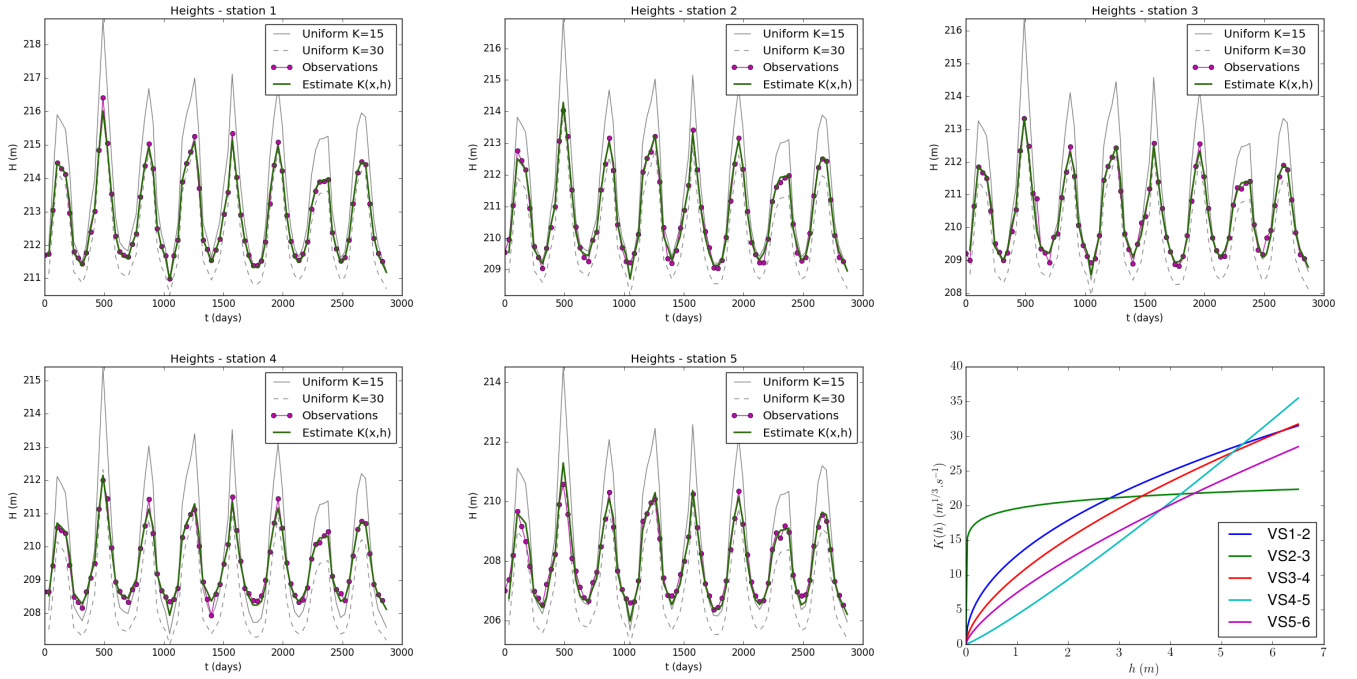 Heights - station 1
H (m)
218
217
216
215
214
213
212
211
Uniform K=15
Uniform K=30
Observations
Estimate K(x,h)
0 500 1000 1500 2000 2500 3000
t (days)
Heights - station 2
H (m)
216
215
214
213
212
211
210
209
Uniform K=15
Uniform K=30
Observations
Estimate K(x,h)
0 500 1000 1500 2000 2500 3000
t (days)
Heights - station 3
H (m)
216
215
214
213
212
211
210
209
208
Uniform K=15
Uniform K=30
Observations
Estimate K(x,h)
0 500 1000 1500 2000 2500 3000
t (days)
Heights - station 4
H (m)
215
214
213
212
211
210
209
208
Uniform K=15
Uniform K=30
Observations
Estimate K(x,h)
0 500 1000 1500 2000 2500 3000
t (days)
Heights - station 5
H (m)
214
212
210
208
206
Uniform K=15
Uniform K=30
Observations
Estimate K(x,h)
0 500 1000 1500 2000 2500 3000
t (days)
K(h) (m^{1/3}.s^{-1})
40
35
30
25
20
15
10
5
0
VS1-2
VS2-3
VS3-4
VS4-5
VS5-6
0 1 2 3 4 5 6 7
h (m)